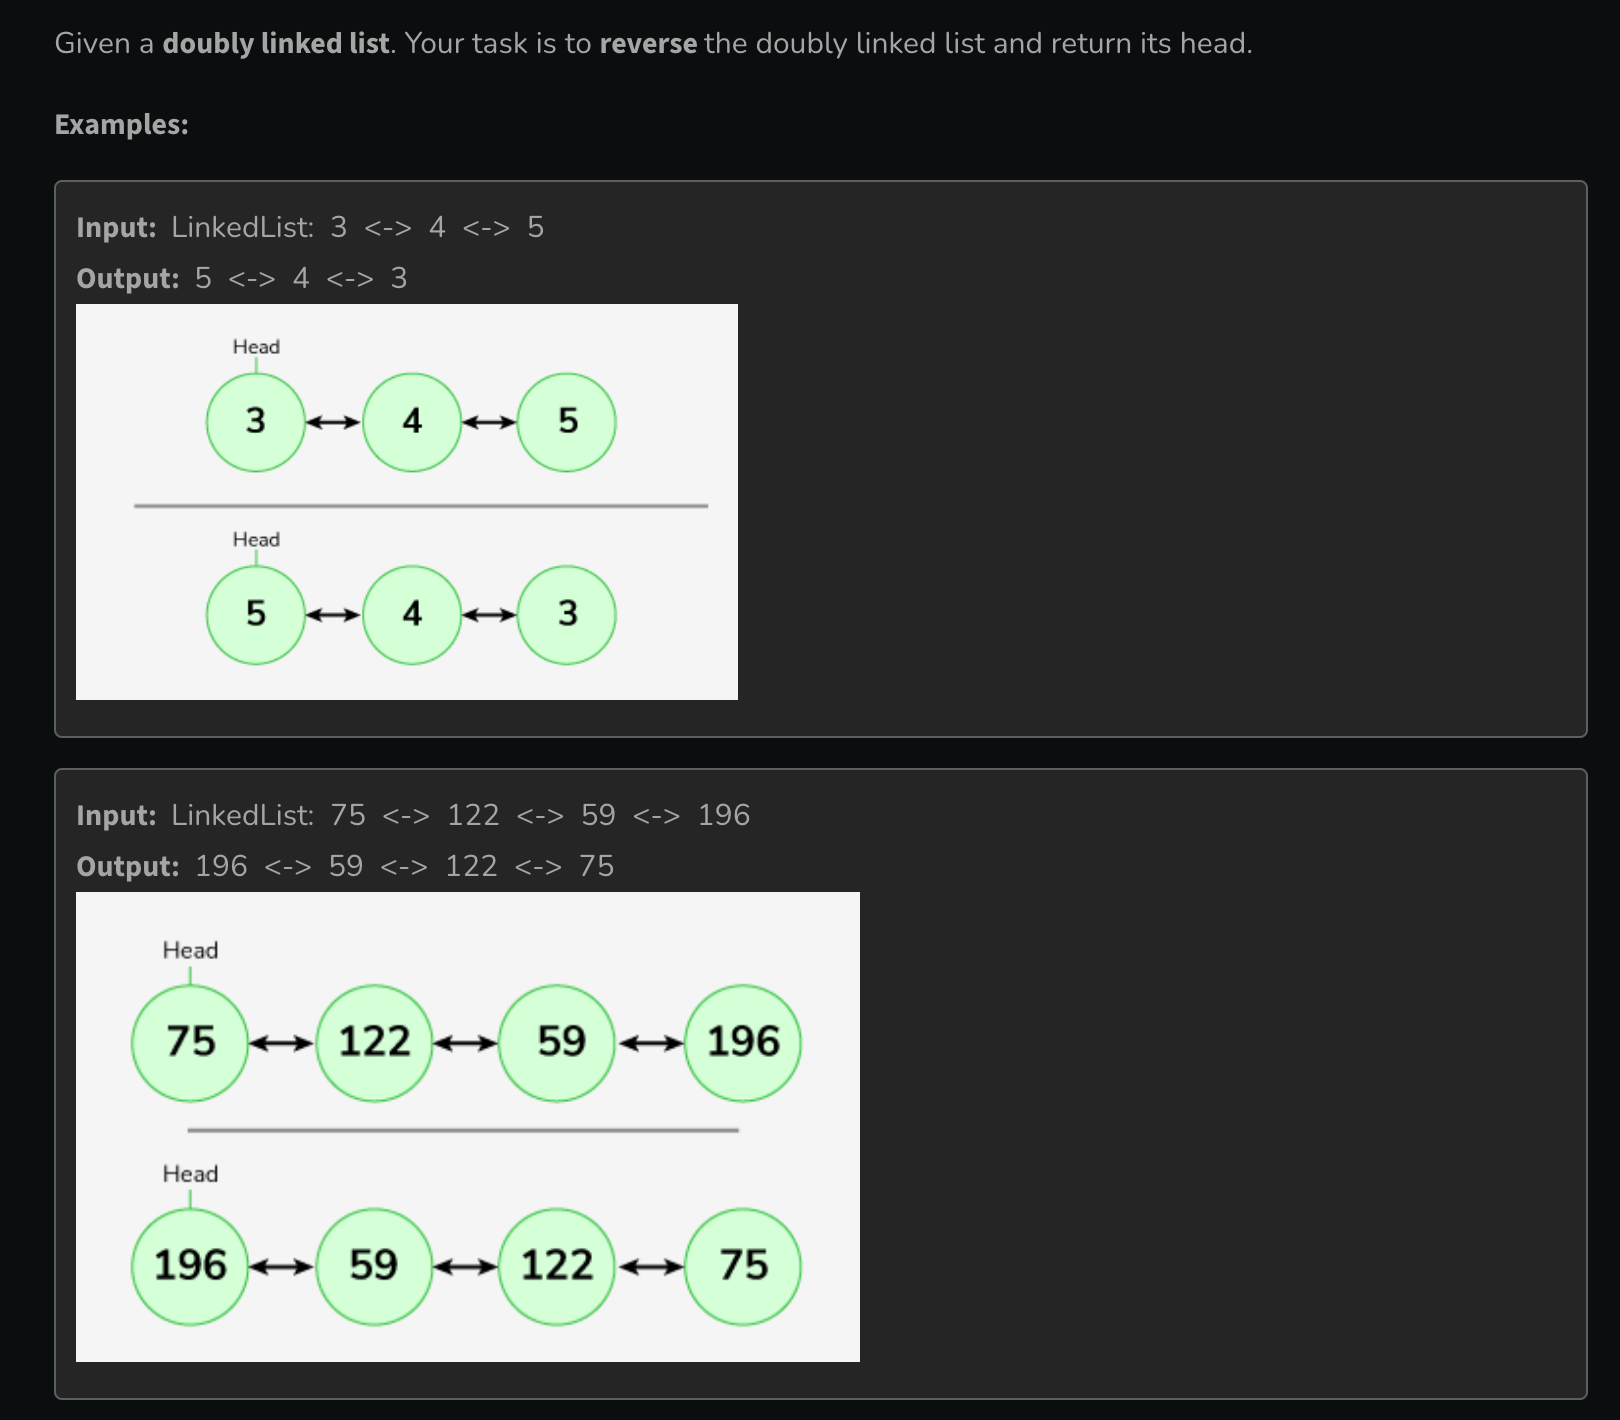 Given a doubly linked list. Your task is to reverse the doubly linked list and return its head.
Examples:
Input: LinkedList: 3 <-> 4 <-> 5
Output: 5 <-> 4 <-> 3
Head
3 4 5
Head
5 4 3
Input: LinkedList: 75 <-> 122 <-> 59 <-> 196
Output: 196 <-> 59 <-> 122 <-> 75
Head
75 122 59 196
Head
196 59 122 75